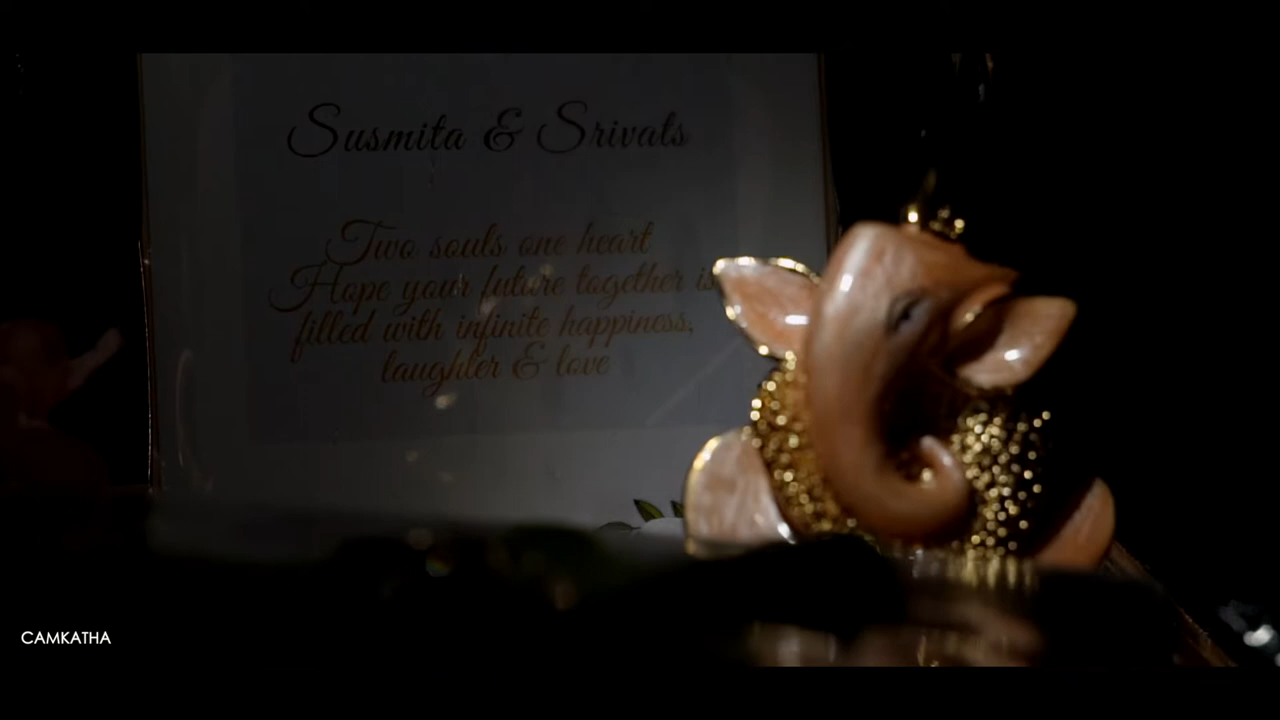 Susmita & Srivats
Two souls one heart
Hope your future together is
filled with infinite happiness,
laughter & love
CAMKATHA